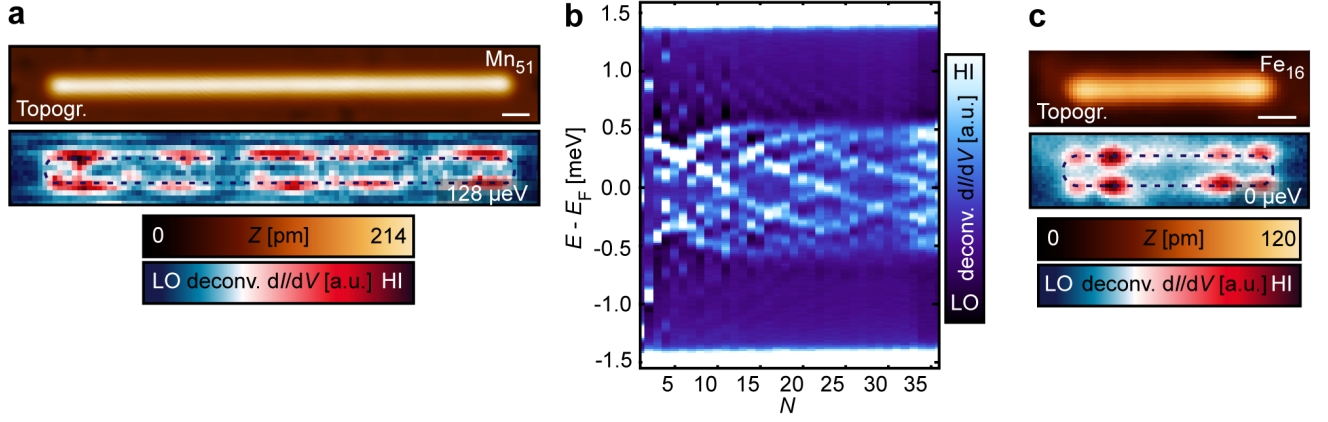 a
Mn51
Topogr.
128 µeV
0 Z [pm] 214
LO deconv. dI/dV [a.u.] HI
b
E - EF [meV]
1.5
1.0
0.5
0.0
-0.5
-1.0
-1.5
5 10 15 20 25 30 35
N
HI
deconv. dI/dV [a.u.]
LO
c
Fe16
Topogr.
0 µeV
0 Z [pm] 120
LO deconv. dI/dV [a.u.] HI